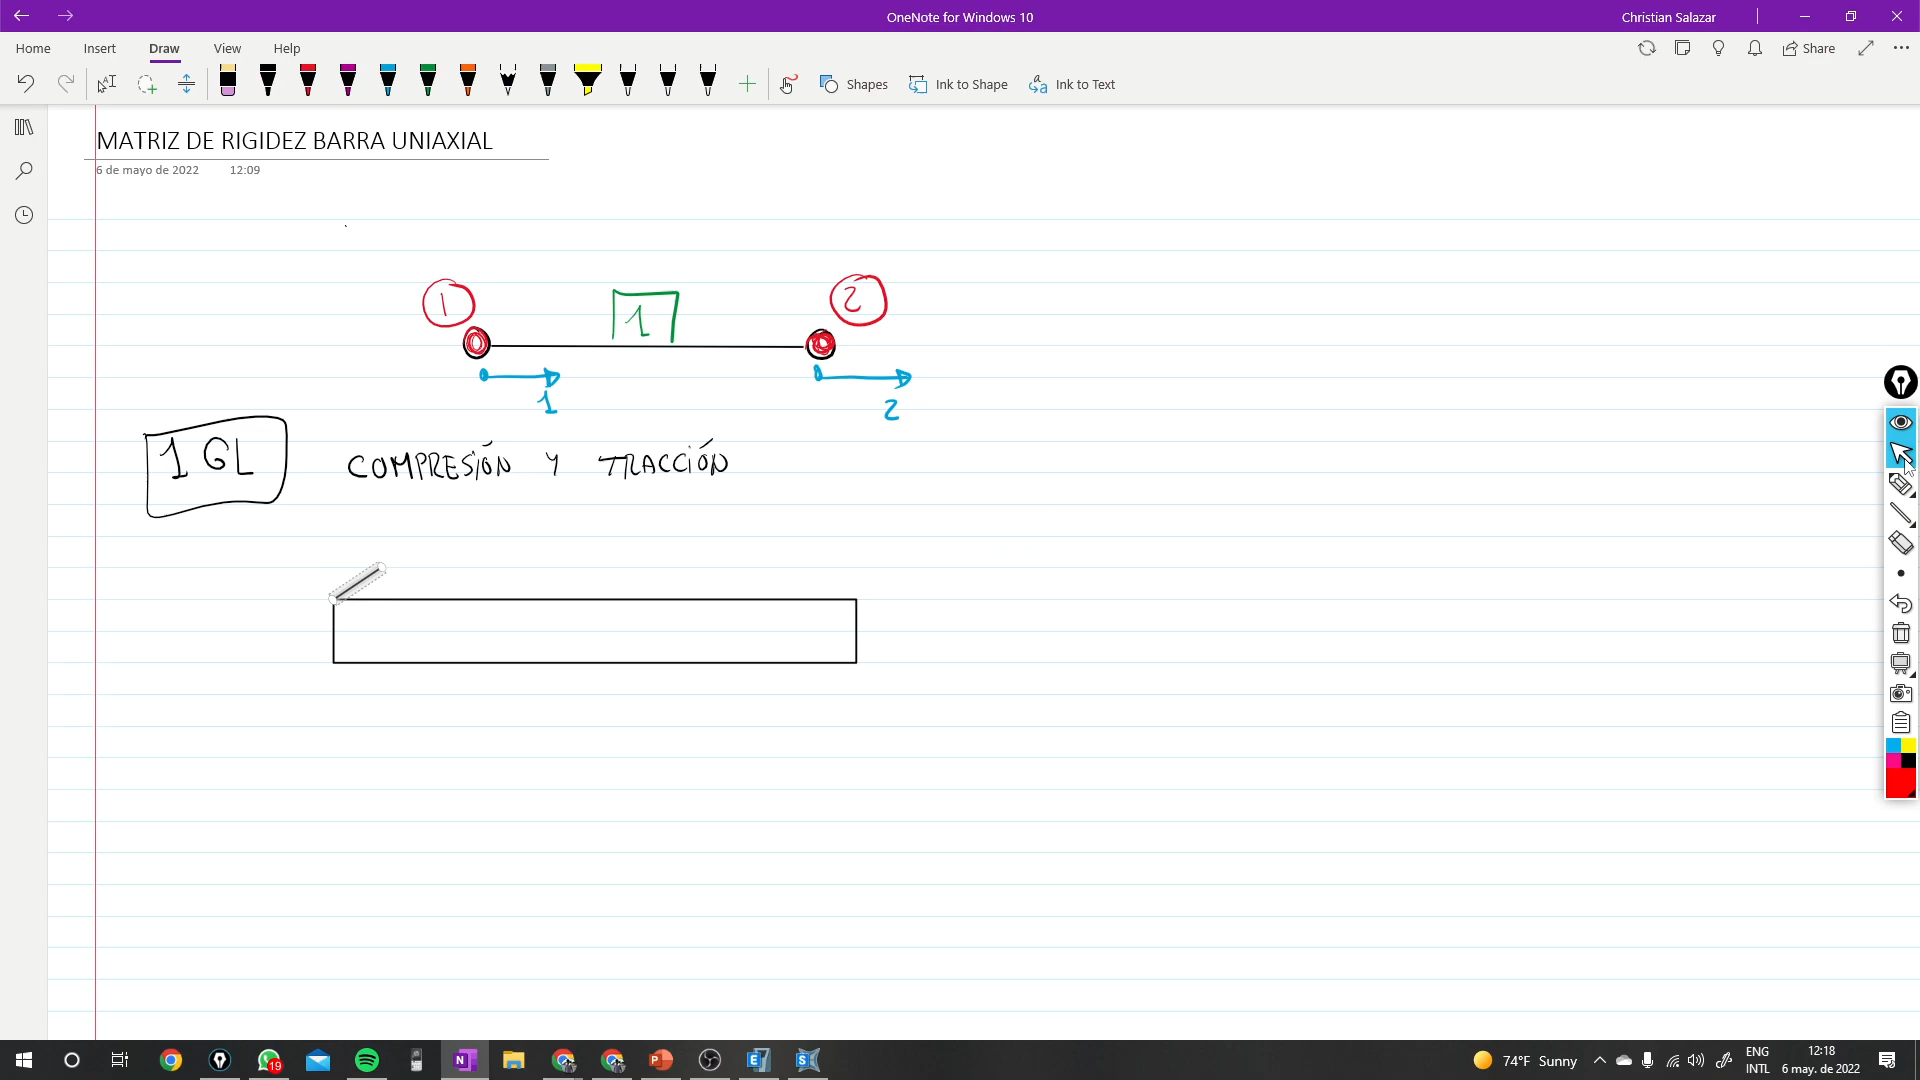 OneNote for Windows 10
Christian Salazar
Home Insert Draw View Help
Share
Shapes
Ink to Shape
Ink to Text
MATRIZ DE RIGIDEZ BARRA UNIAXIAL
6 de mayo de 2022 12:09
1 1 2
1 2
1 GL COMPRESIÓN Y TRACCIÓN
19
74°F Sunny
ENG
INTL
12:18
6 may. de 2022